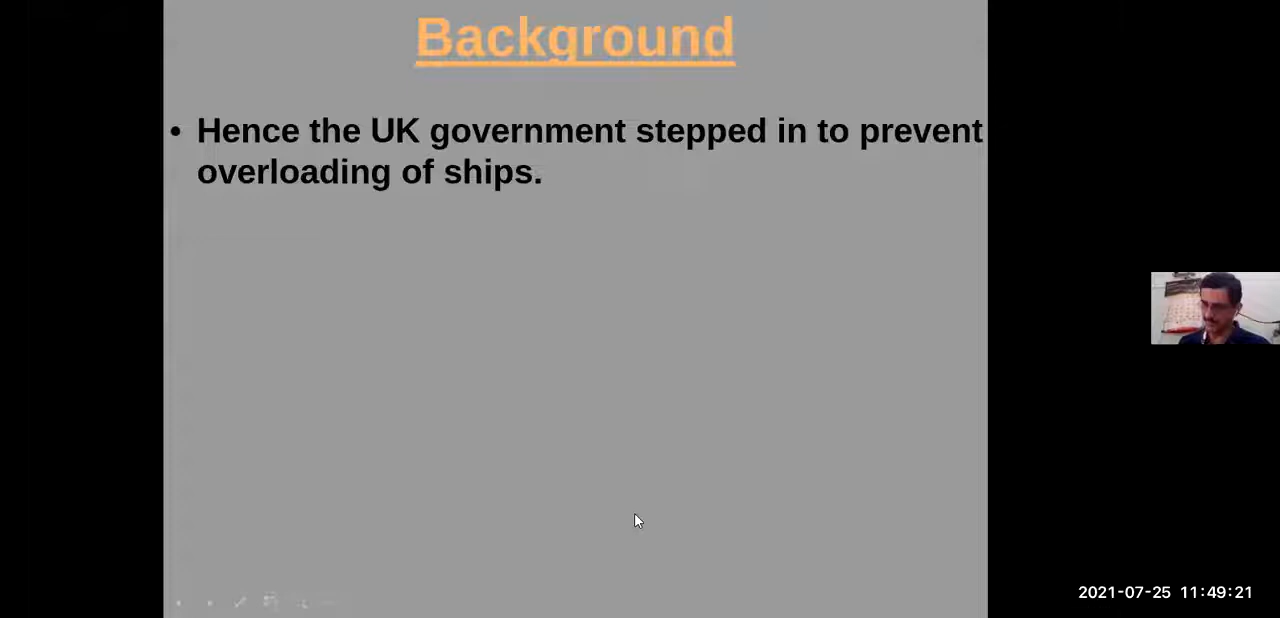 Background
• Hence the UK government stepped in to prevent
overloading of ships.
2021-07-25 11:49:21